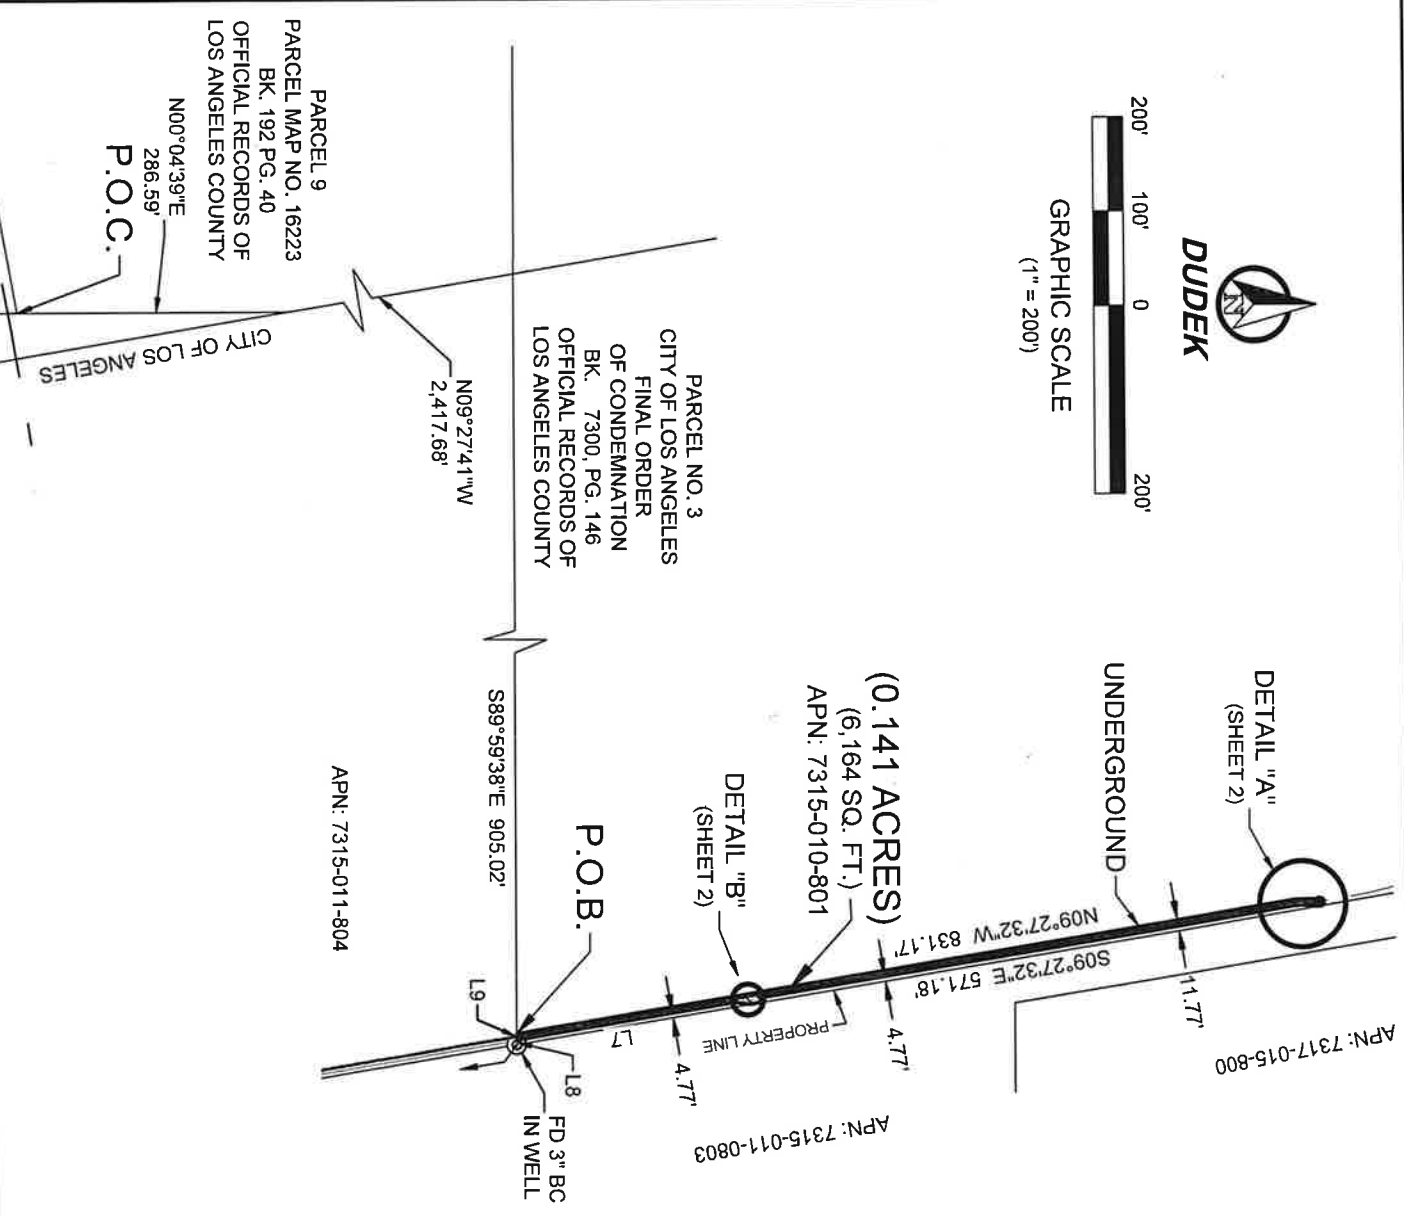 DUDEK
N
200'
100'
0
200'
GRAPHIC SCALE
(1" = 200')
DETAIL "A"
(SHEET 2)
UNDERGROUND
(0.141 ACRES)
(6,164 SQ. FT.)
APN: 7315-010-801
DETAIL "B"
(SHEET 2)
N09°27'32"W 831.17'
S09°27'32"E 571.18'
11.77'
4.77'
4.77'
PROPERTY LINE
APN: 7317-015-800
APN: 7315-011-0803
PARCEL NO. 3
CITY OF LOS ANGELES
FINAL ORDER
OF CONDEMNATION
BK. 7300, PG. 146
OFFICIAL RECORDS OF
LOS ANGELES COUNTY
P.O.B.
L7
L8
L9
FD 3" BC
IN WELL
S89°59'38"E 905.02'
APN: 7315-011-804
N09°27'41"W
2,417.68'
PARCEL 9
PARCEL MAP NO. 16223
BK. 192 PG. 40
OFFICIAL RECORDS OF
LOS ANGELES COUNTY
N00°04'39"E
286.59'
P.O.C.
CITY OF LOS ANGELES